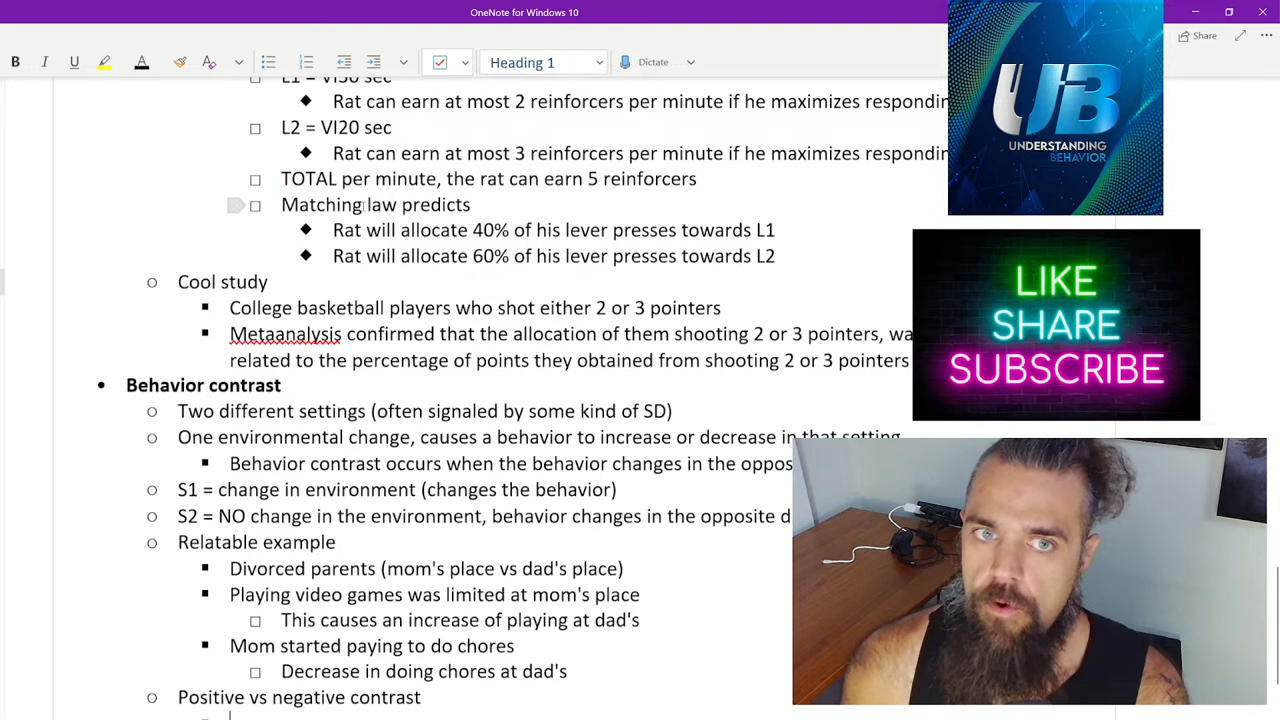 OneNote for Windows 10
Share
B I U A Heading 1 Dictate
L1 = VI30 sec
Rat can earn at most 2 reinforcers per minute if he maximizes respondin
L2 = VI20 sec
Rat can earn at most 3 reinforcers per minute if he maximizes respondin
TOTAL per minute, the rat can earn 5 reinforcers
Matching law predicts
Rat will allocate 40% of his lever presses towards L1
Rat will allocate 60% of his lever presses towards L2
Cool study
College basketball players who shot either 2 or 3 pointers
Metaanalysis confirmed that the allocation of them shooting 2 or 3 pointers, wa
related to the percentage of points they obtained from shooting 2 or 3 pointers
Behavior contrast
Two different settings (often signaled by some kind of SD)
One environmental change, causes a behavior to increase or decrease in that setting
Behavior contrast occurs when the behavior changes in the oppos
S1 = change in environment (changes the behavior)
S2 = NO change in the environment, behavior changes in the opposite d
Relatable example
Divorced parents (mom's place vs dad's place)
Playing video games was limited at mom's place
This causes an increase of playing at dad's
Mom started paying to do chores
Decrease in doing chores at dad's
Positive vs negative contrast
UB
UNDERSTANDING
BEHAVIOR
LIKE
SHARE
SUBSCRIBE